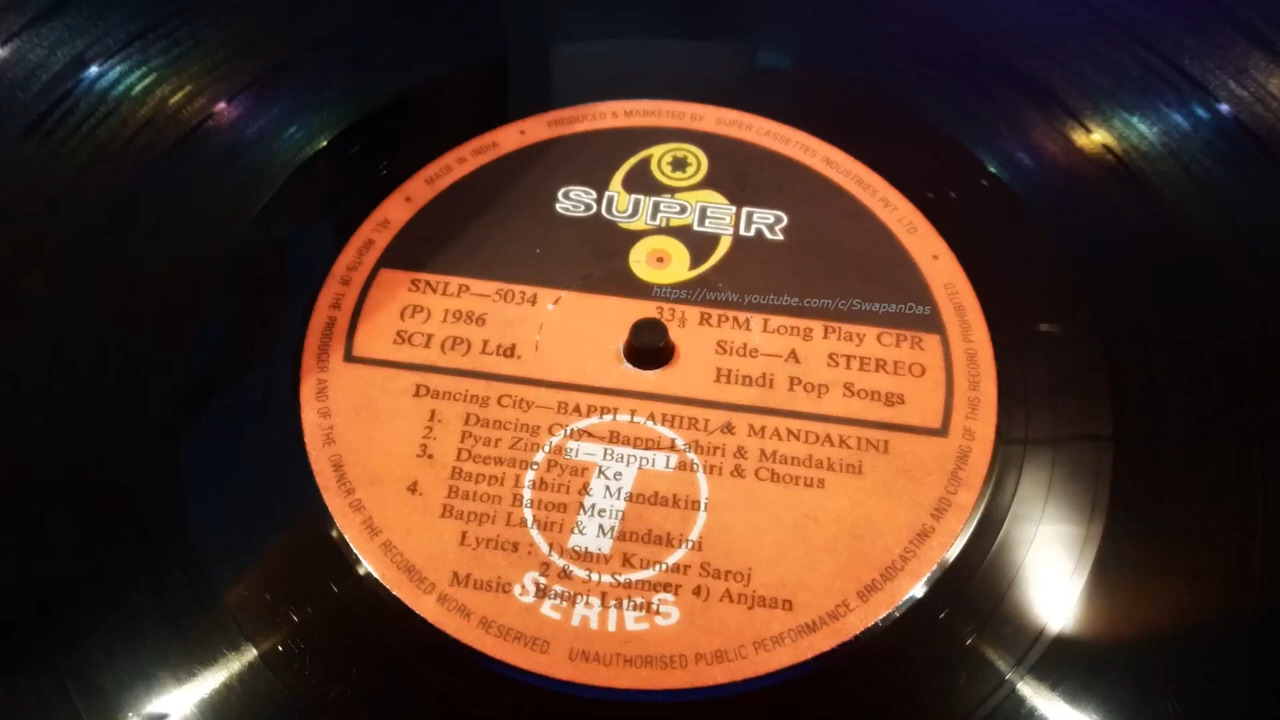 MADE IN INDIA • PRODUCED & MARKETED BY SUPER CASSETTES INDUSTRIES PVT. LTD. •
SUPER
https://www.youtube.com/c/SwapanDas
SNLP—5034
(P) 1986
SCI (P) Ltd.
33⅓ RPM Long Play CPR
Side—A STEREO
Hindi Pop Songs
Dancing City—BAPPI LAHIRI & MANDAKINI
1. Dancing City—Bappi Lahiri & Mandakini
2. Pyar Zindagi—Bappi Lahiri & Chorus
3. Deewane Pyar Ke
Bappi Lahiri & Mandakini
4. Baton Baton Mein
Bappi Lahiri & Mandakini
Lyrics : 1) Shiv Kumar Saroj
2 & 3) Sameer 4) Anjaan
Music : Bappi Lahiri
T
SERIES
ALL RIGHTS OF THE PRODUCER AND OF THE OWNER OF THE RECORDED WORK RESERVED. UNAUTHORISED PUBLIC PERFORMANCE, BROADCASTING AND COPYING OF THIS RECORD PROHIBITED